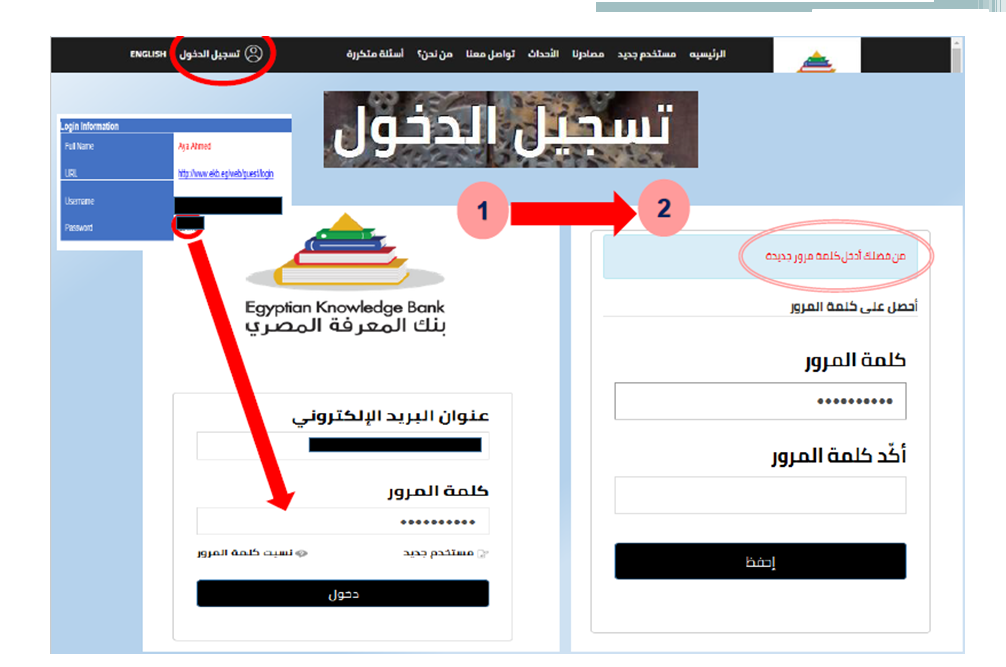 الرئيسيه مستخدم جديد مصادرنا الأحداث تواصل معنا من نحن؟ أسئلة متكررة تسجيل الدخول ENGLISH
تسجيل الدخول
Login Information
Full Name Aya Ahmed
URL http://www.ekb.eg/web/guest/login
Username
Password
1
2
Egyptian Knowledge Bank
بنك المعرفة المصري
عنوان البريد الإلكتروني
كلمة المرور
••••••••••
مستخدم جديد
نسيت كلمة المرور
دخول
من فضلك أدخل كلمة مرور جديدة
أحصل على كلمة المرور
كلمة المرور
••••••••••
أكّد كلمة المرور
إحفظ